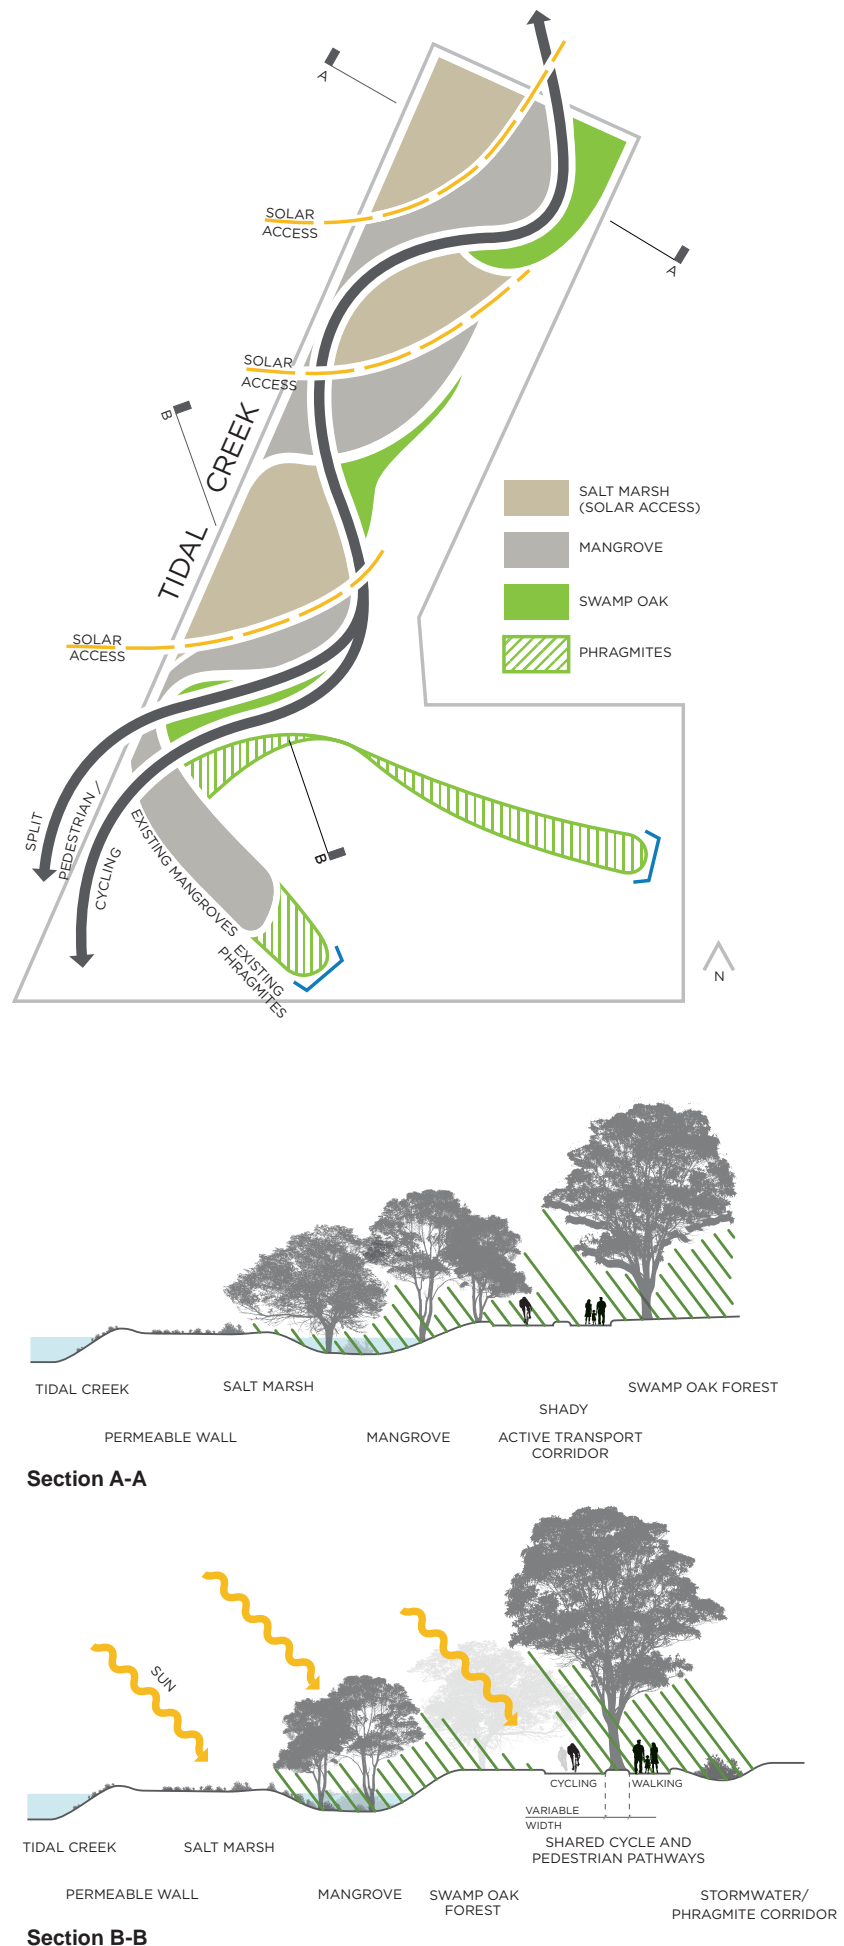 A
SOLAR
ACCESS
A
SOLAR
ACCESS
B
TIDAL CREEK
SALT MARSH
(SOLAR ACCESS)
MANGROVE
SWAMP OAK
PHRAGMITES
SOLAR
ACCESS
SPLIT
PEDESTRIAN /
CYCLING
EXISTING MANGROVES
B
EXISTING
PHRAGMITES
N
TIDAL CREEK
SALT MARSH
SWAMP OAK FOREST
SHADY
PERMEABLE WALL
MANGROVE
ACTIVE TRANSPORT
CORRIDOR
Section A-A
SUN
CYCLING
WALKING
VARIABLE
WIDTH
TIDAL CREEK
SALT MARSH
SHARED CYCLE AND
PEDESTRIAN PATHWAYS
PERMEABLE WALL
MANGROVE
SWAMP OAK
FOREST
STORMWATER/
PHRAGMITE CORRIDOR
Section B-B